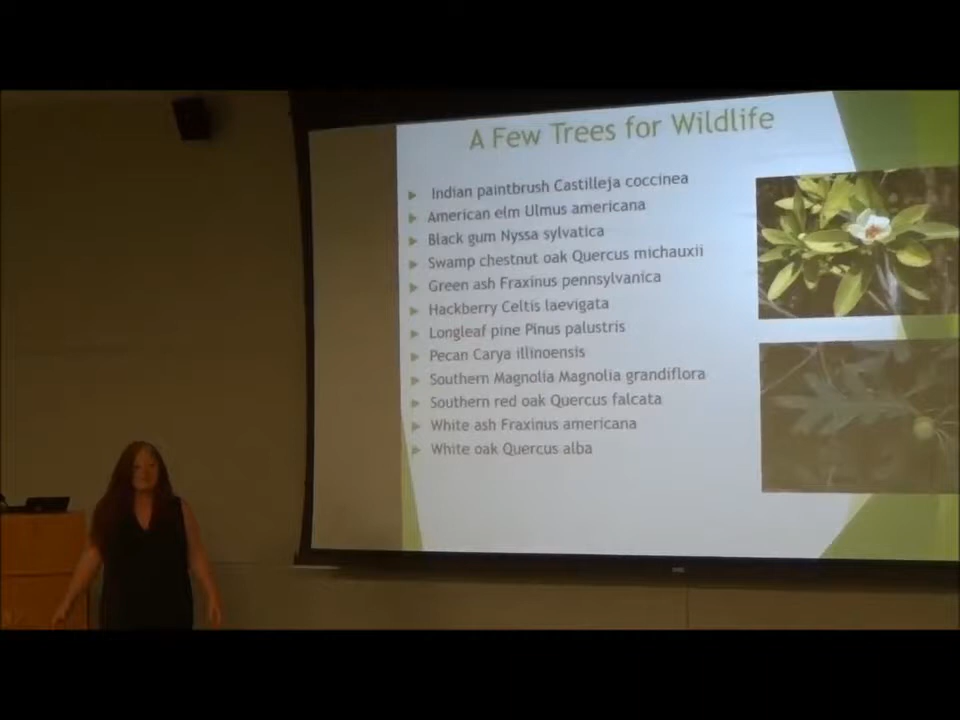 A Few Trees for Wildlife
Indian paintbrush Castilleja coccinea
American elm Ulmus americana
Black gum Nyssa sylvatica
Swamp chestnut oak Quercus michauxii
Green ash Fraxinus pennsylvanica
Hackberry Celtis laevigata
Longleaf pine Pinus palustris
Pecan Carya illinoensis
Southern Magnolia Magnolia grandiflora
Southern red oak Quercus falcata
White ash Fraxinus americana
White oak Quercus alba